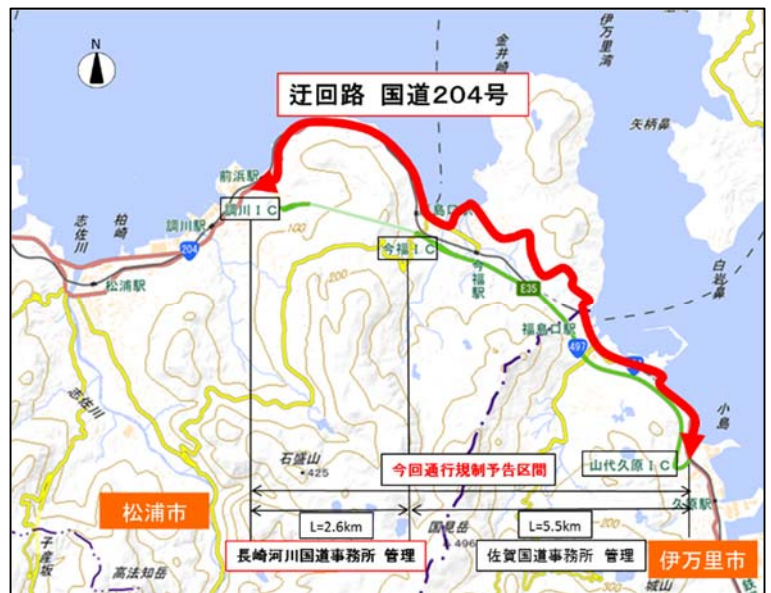 N
迂回路 国道204号
金井崎
伊万里湾
矢柄鼻
前浜駅
調川IC
調川駅
柏崎
志佐川
204
松浦駅
100
200
今福IC
今福駅
E35
白岩鼻
福島口駅
497
小島
山代久原IC
久原駅
志佐川
石盛山
・425
今回通行規制予告区間
L=2.6km
L=5.5km
国見岳
496
松浦市
長崎河川国道事務所 管理
佐賀国道事務所 管理
伊万里市
子産坂
高法知岳
城山
200
300